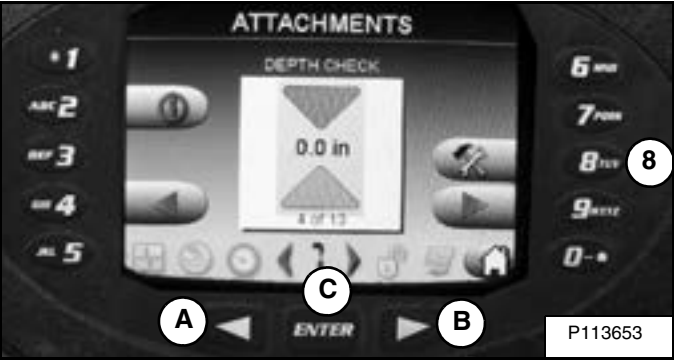 ATTACHMENTS
DEPTH CHECK
0.0 in
4 of 13
1
ABC 2
DEF 3
GHI 4
JKL 5
6 MNO
7 PQRS
8 TUV
9 WXYZ
0
8
A
ENTER
C
B
P113653